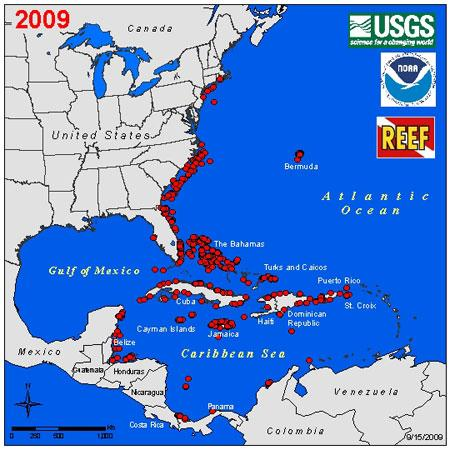 2009
Canada
USGS
science for a changing world
NOAA
REEF
United States
Bermuda
Atlantic
Ocean
The Bahamas
Gulf of Mexico
Turks and Caicos
Puerto Rico
Cuba
St. Croix
Cayman Islands
Jamaica
Haiti
Dominican
Republic
Mexico
Belize
Caribbean Sea
Guatemala
Honduras
Nicaragua
Venezuela
N
Panama
Costa Rica
Colombia
0 250 500 1,000
9/15/2009